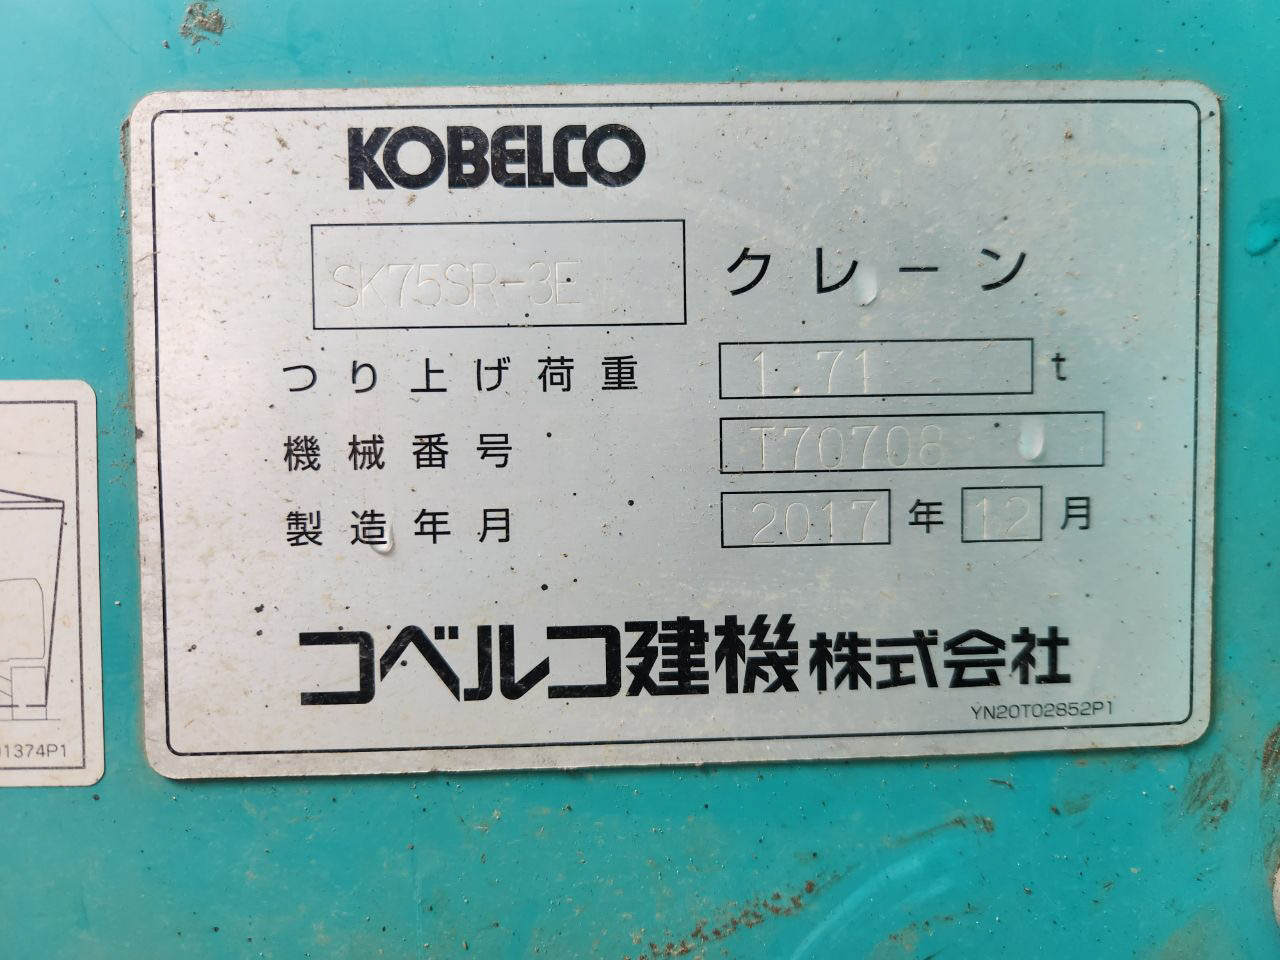 KOBELCO
SK75SR-3E クレーン
つり上げ荷重 1.71 t
機械番号 T70708
製造年月 2017 年 12 月
コベルコ建機株式会社
YN20T02852P1
1374P1